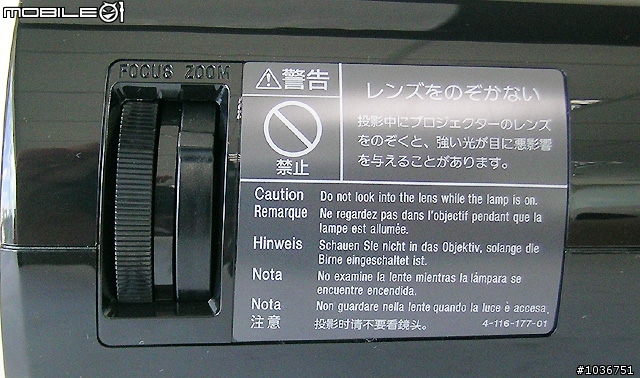 MOBILE01
FOCUS ZOOM
警告
禁止
レンズをのぞかない
投影中にプロジェクターのレンズ
をのぞくと、強い光が目に悪影響
を与えることがあります。
Caution Do not look into the lens while the lamp is on.
Remarque Ne regardez pas dans l'objectif pendant que la
lampe est allumée.
Hinweis Schauen Sie nicht in das Objektiv, solange die
Birne eingeschaltet ist.
Nota No examine la lente mientras la lámpara se
encuentre encendida.
Nota Non guardare nella lente quando la luce è accesa.
注意 投影时请不要看鏡头。
4-116-177-01
#1036751